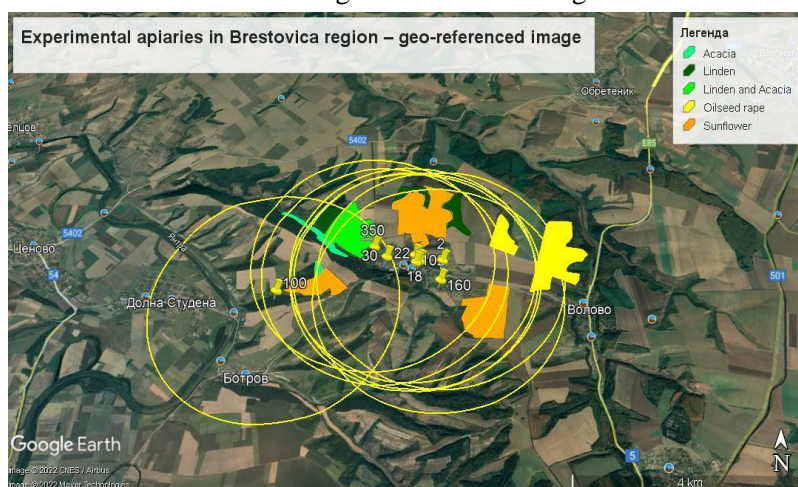 Experimental apiaries in Brestovica region – geo-referenced image
Легенда
Acacia
Linden
Linden and Acacia
Oilseed rape
Sunflower
Обретеник
5402
E85
5402
Ценово
54
Янтра
Долна Студена
Ботров
350
30
22
2
10
18
160
100
501
Волово
5
Google Earth
Image © 2022 CNES / Airbus
Image © 2022 Maxar Technologies
4 km
N